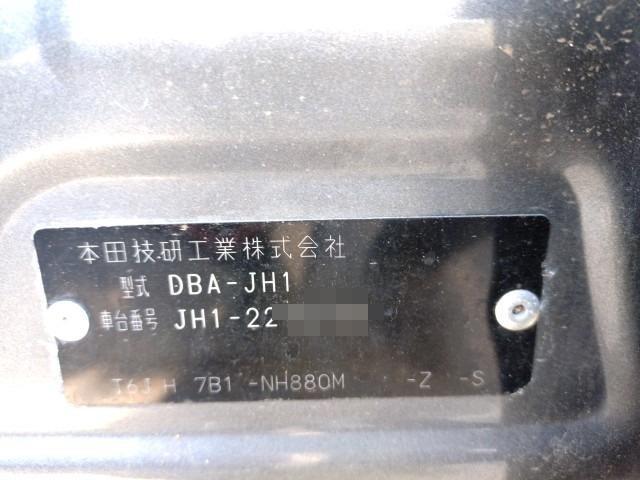 本田技研工業株式会社
型式 DBA-JH1
車台番号 JH1-22
7B1 -NH880M -Z -S